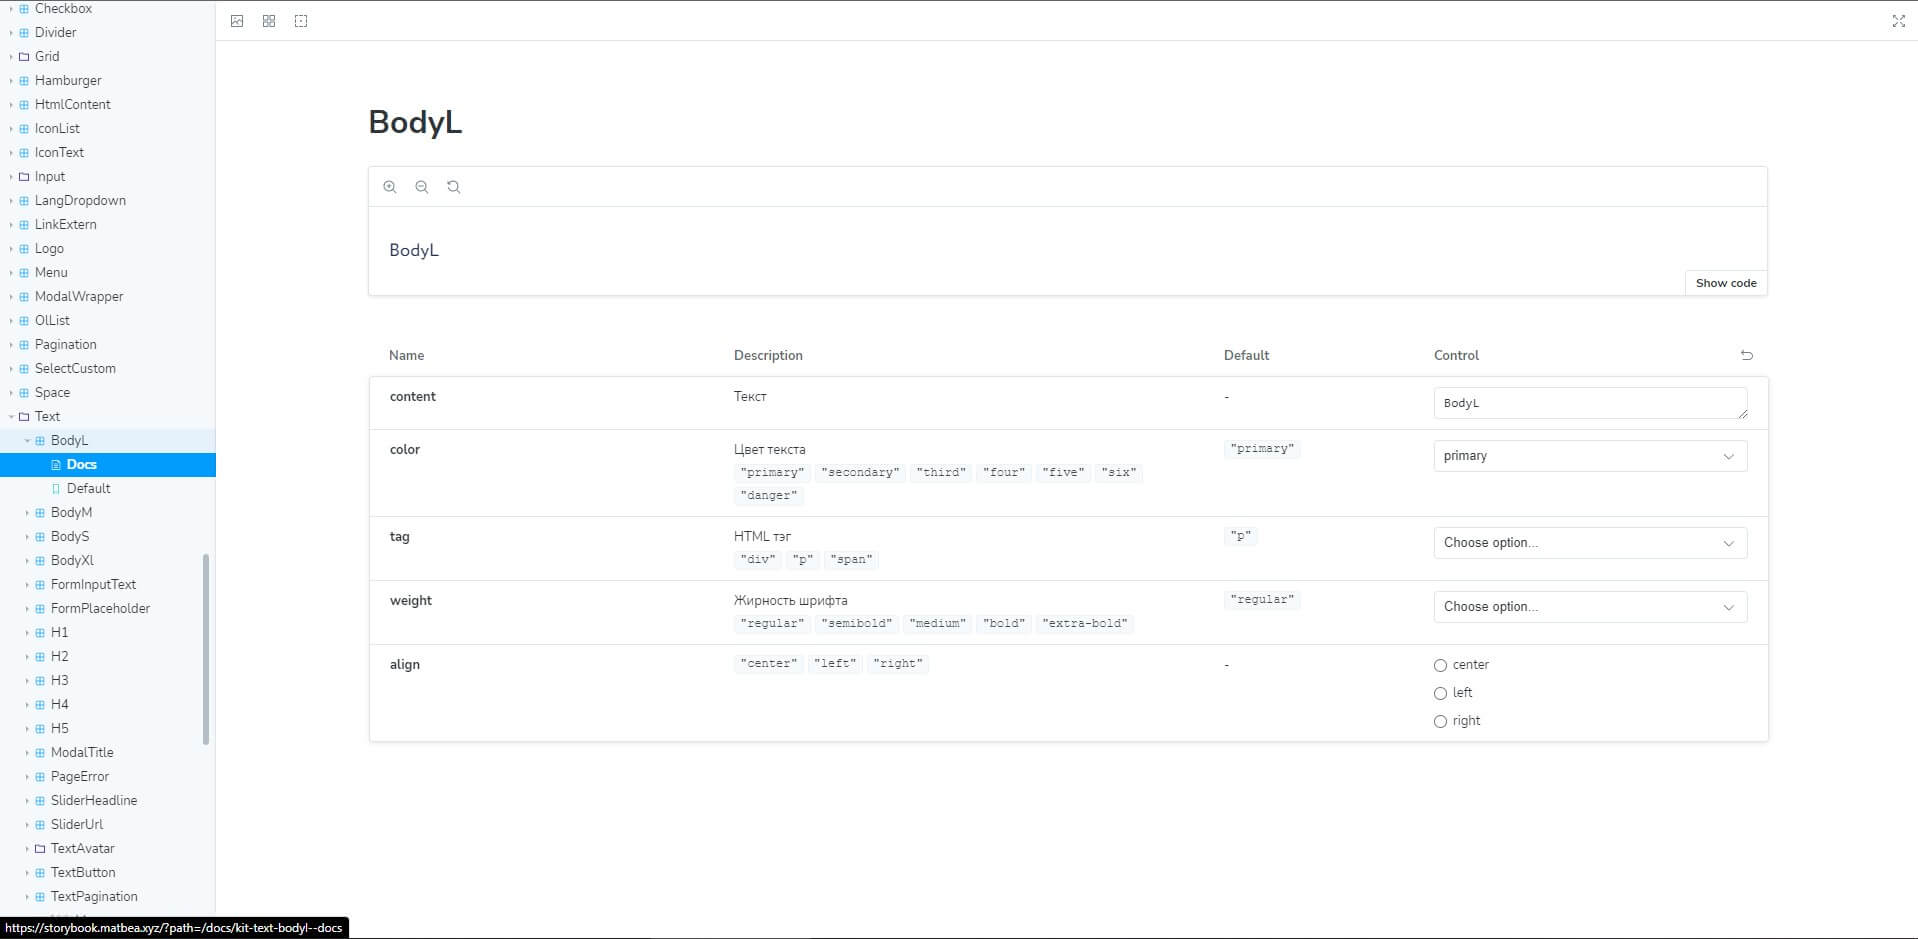 Checkbox
Divider
Grid
Hamburger
HtmlContent
IconList
IconText
Input
LangDropdown
LinkExtern
Logo
Menu
ModalWrapper
OlList
Pagination
SelectCustom
Space
Text
BodyL
Docs
Default
BodyM
BodyS
BodyXl
FormInputText
FormPlaceholder
H1
H2
H3
H4
H5
ModalTitle
PageError
SliderHeadline
SliderUrl
TextAvatar
TextButton
TextPagination
https://storybook.matbea.xyz/?path=/docs/kit-text-bodyl--docs
BodyL
BodyL
Show code
Name Description Default Control
content Текст - BodyL
color Цвет текста "primary" primary
"primary" "secondary" "third" "four" "five" "six"
"danger"
tag HTML тэг "p" Choose option...
"div" "p" "span"
weight Жирность шрифта "regular" Choose option...
"regular" "semibold" "medium" "bold" "extra-bold"
align "center" "left" "right" - center
left
right